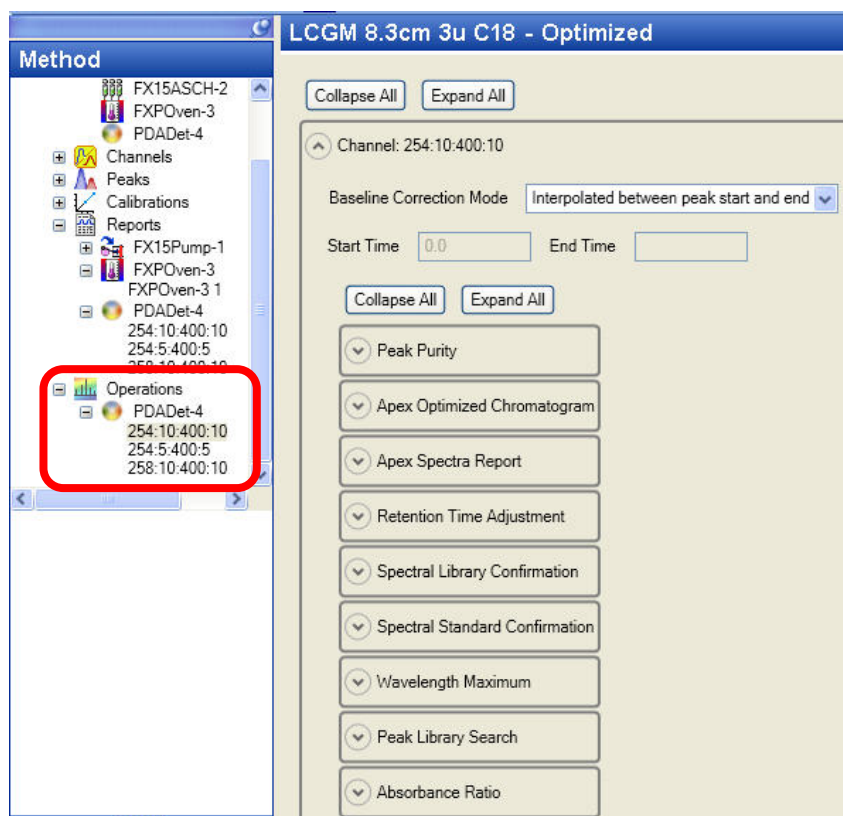 Method
FX15ASCH-2
FXPOven-3
PDADet-4
Channels
Peaks
Calibrations
Reports
FX15Pump-1
FXPOven-3
FXPOven-3 1
PDADet-4
254:10:400:10
254:5:400:5
258:10:400:10
Operations
PDADet-4
254:10:400:10
254:5:400:5
258:10:400:10
LCGM 8.3cm 3u C18 - Optimized
Collapse All Expand All
Channel: 254:10:400:10
Baseline Correction Mode Interpolated between peak start and end
Start Time 0.0 End Time
Collapse All Expand All
Peak Purity
Apex Optimized Chromatogram
Apex Spectra Report
Retention Time Adjustment
Spectral Library Confirmation
Spectral Standard Confirmation
Wavelength Maximum
Peak Library Search
Absorbance Ratio